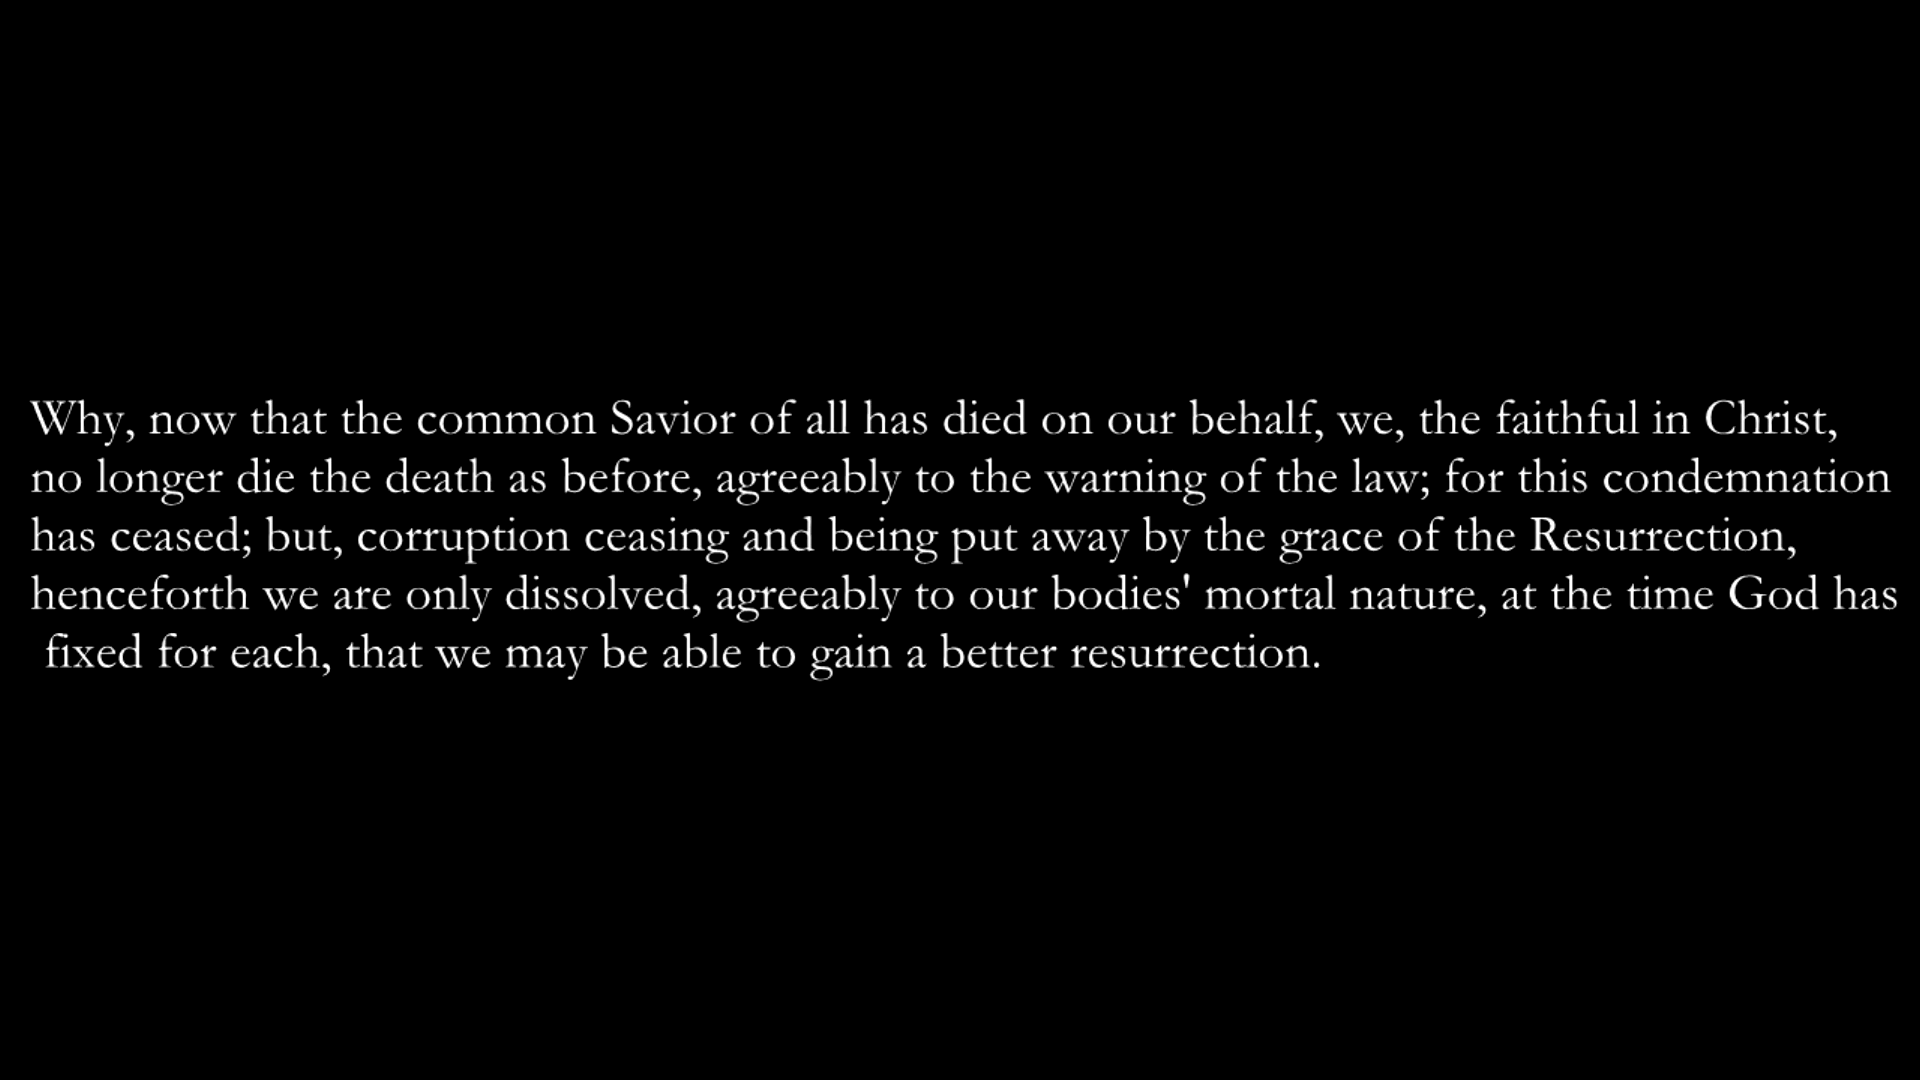 Why, now that the common Savior of all has died on our behalf, we, the faithful in Christ,
no longer die the death as before, agreeably to the warning of the law; for this condemnation
has ceased; but, corruption ceasing and being put away by the grace of the Resurrection,
henceforth we are only dissolved, agreeably to our bodies' mortal nature, at the time God has
fixed for each, that we may be able to gain a better resurrection.